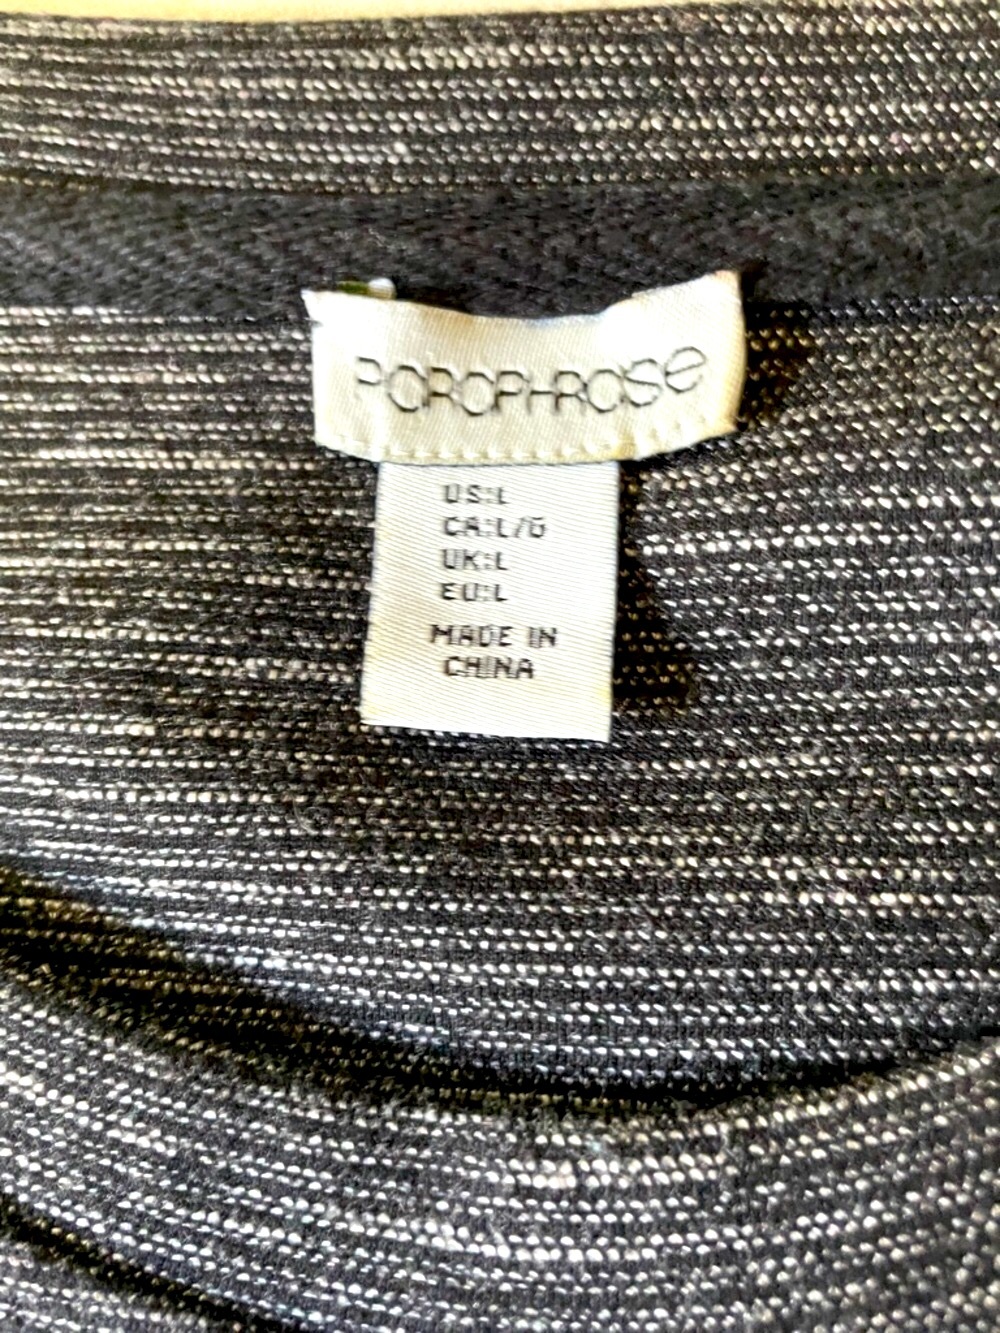 PARAPHRASE
US:L
CA:L/G
UK:L
EU:L
MADE IN
CHINA